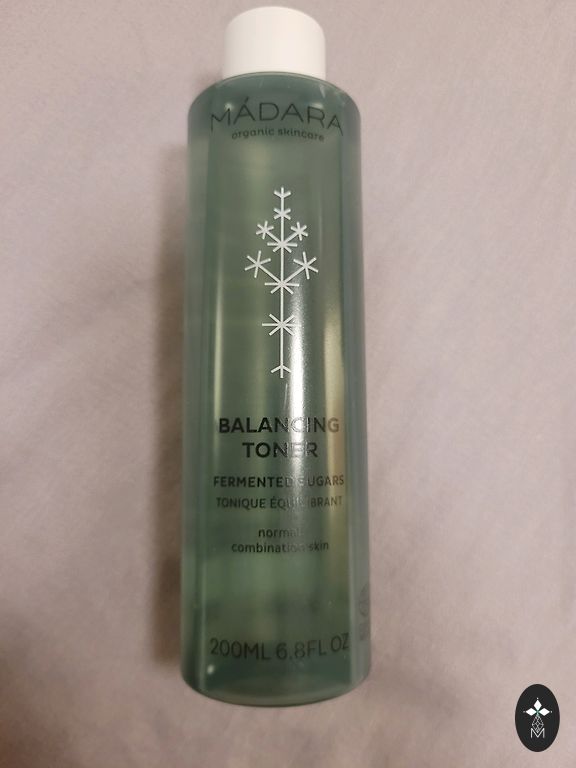 MÁDARA
organic skincare
BALANCING
TONER
FERMENTED SUGARS
TONIQUE ÉQUILIBRANT
normal
combination skin
200ML 6.8FL OZ
M